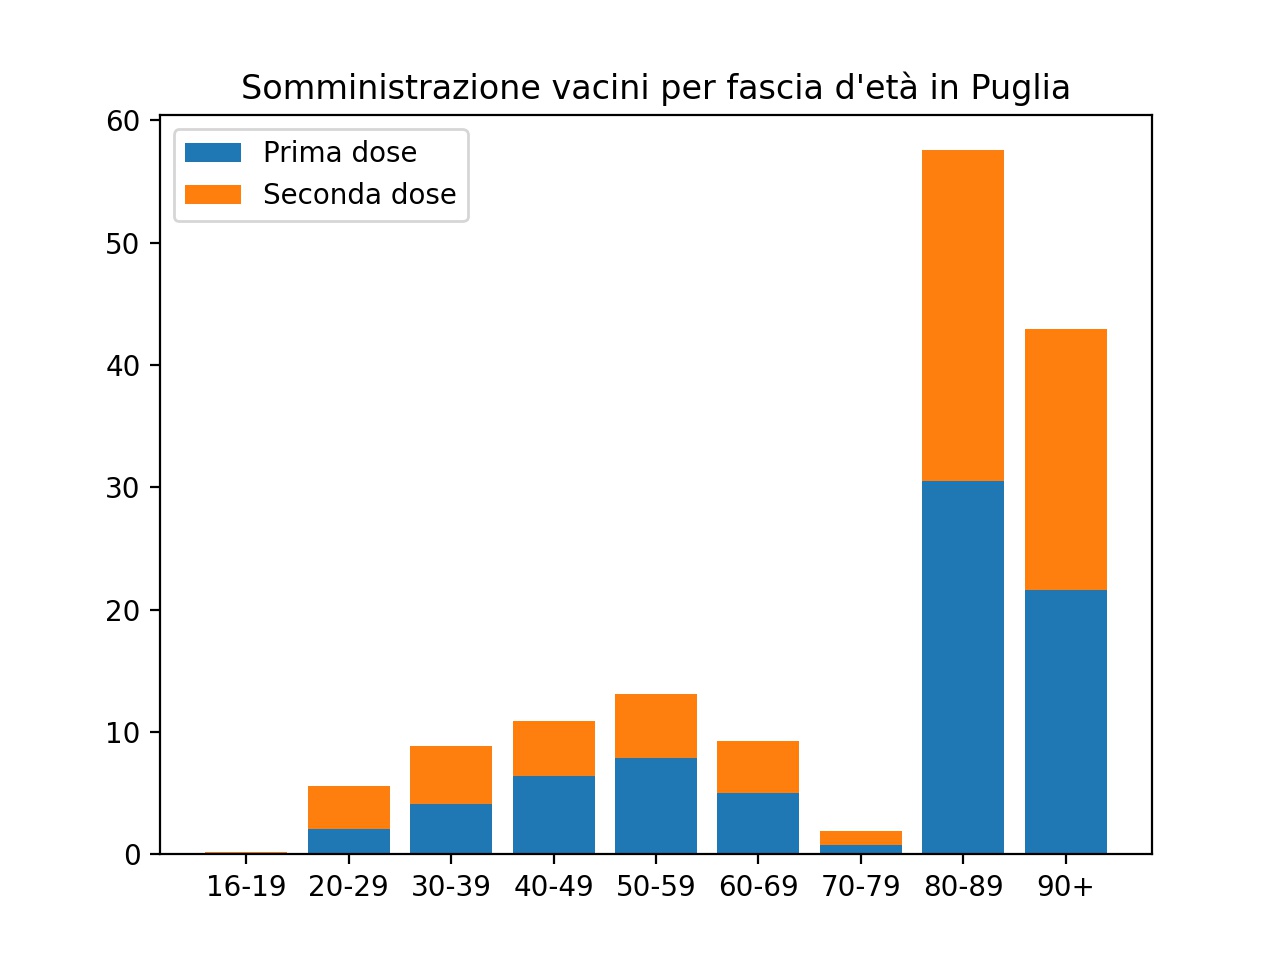 Somministrazione vacini per fascia d'età in Puglia
Prima dose
Seconda dose
60
50
40
30
20
10
0
16-19 20-29 30-39 40-49 50-59 60-69 70-79 80-89 90+